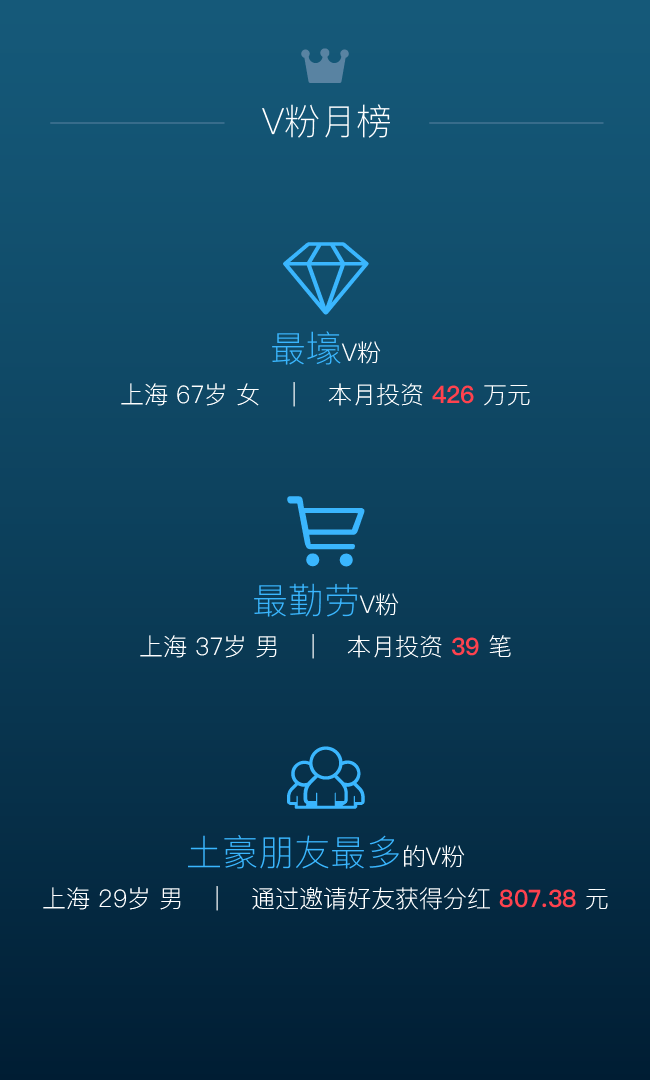 V粉月榜
最壕V粉
上海 67岁 女 | 本月投资 426 万元
最勤劳V粉
上海 37岁 男 | 本月投资 39 笔
土豪朋友最多的V粉
上海 29岁 男 | 通过邀请好友获得分红 807.38 元